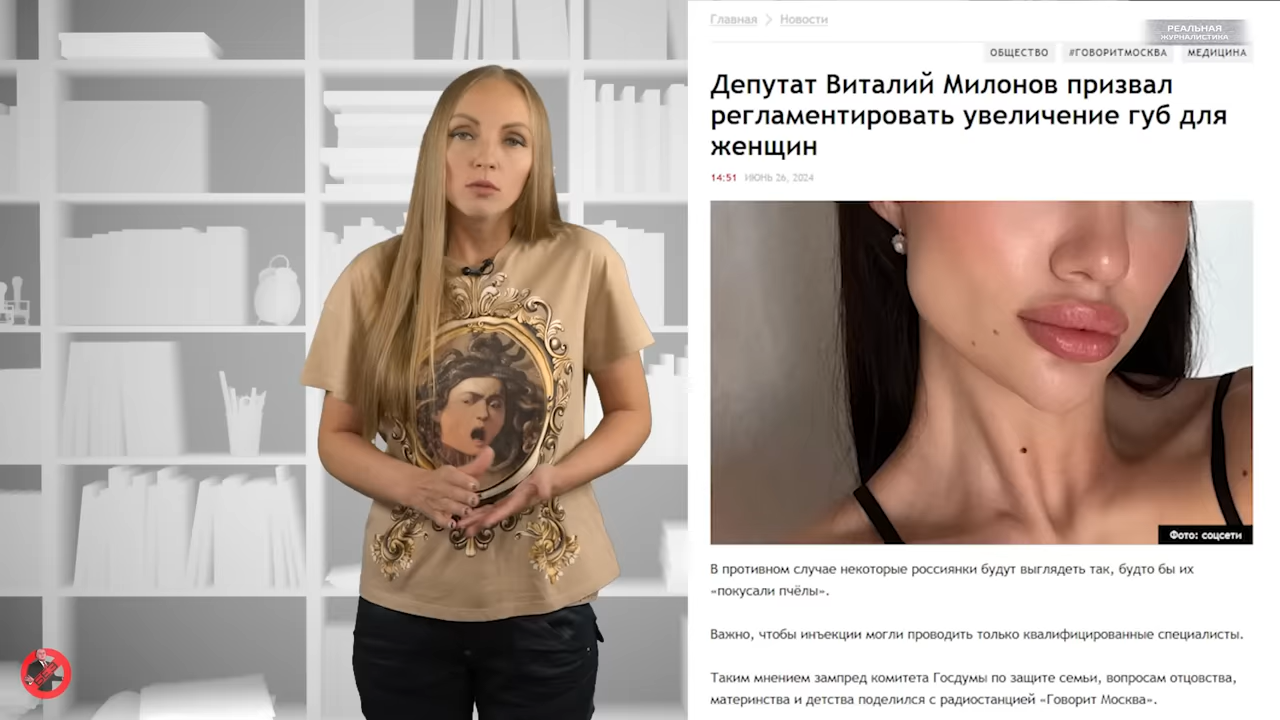 Главная
Новости
РЕАЛЬНАЯ
ЖУРНАЛИСТИКА
ОБЩЕСТВО
#ГОВОРИТМОСКВА
МЕДИЦИНА
Депутат Виталий Милонов призвал
регламентировать увеличение губ для
женщин
14:51 ИЮНЬ 26, 2024
Фото: соцсети
В противном случае некоторые россиянки будут выглядеть так, будто бы их
«покусали пчёлы».
Важно, чтобы инъекции могли проводить только квалифицированные специалисты.
Таким мнением зампред комитета Госдумы по защите семьи, вопросам отцовства,
материнства и детства поделился с радиостанцией «Говорит Москва».